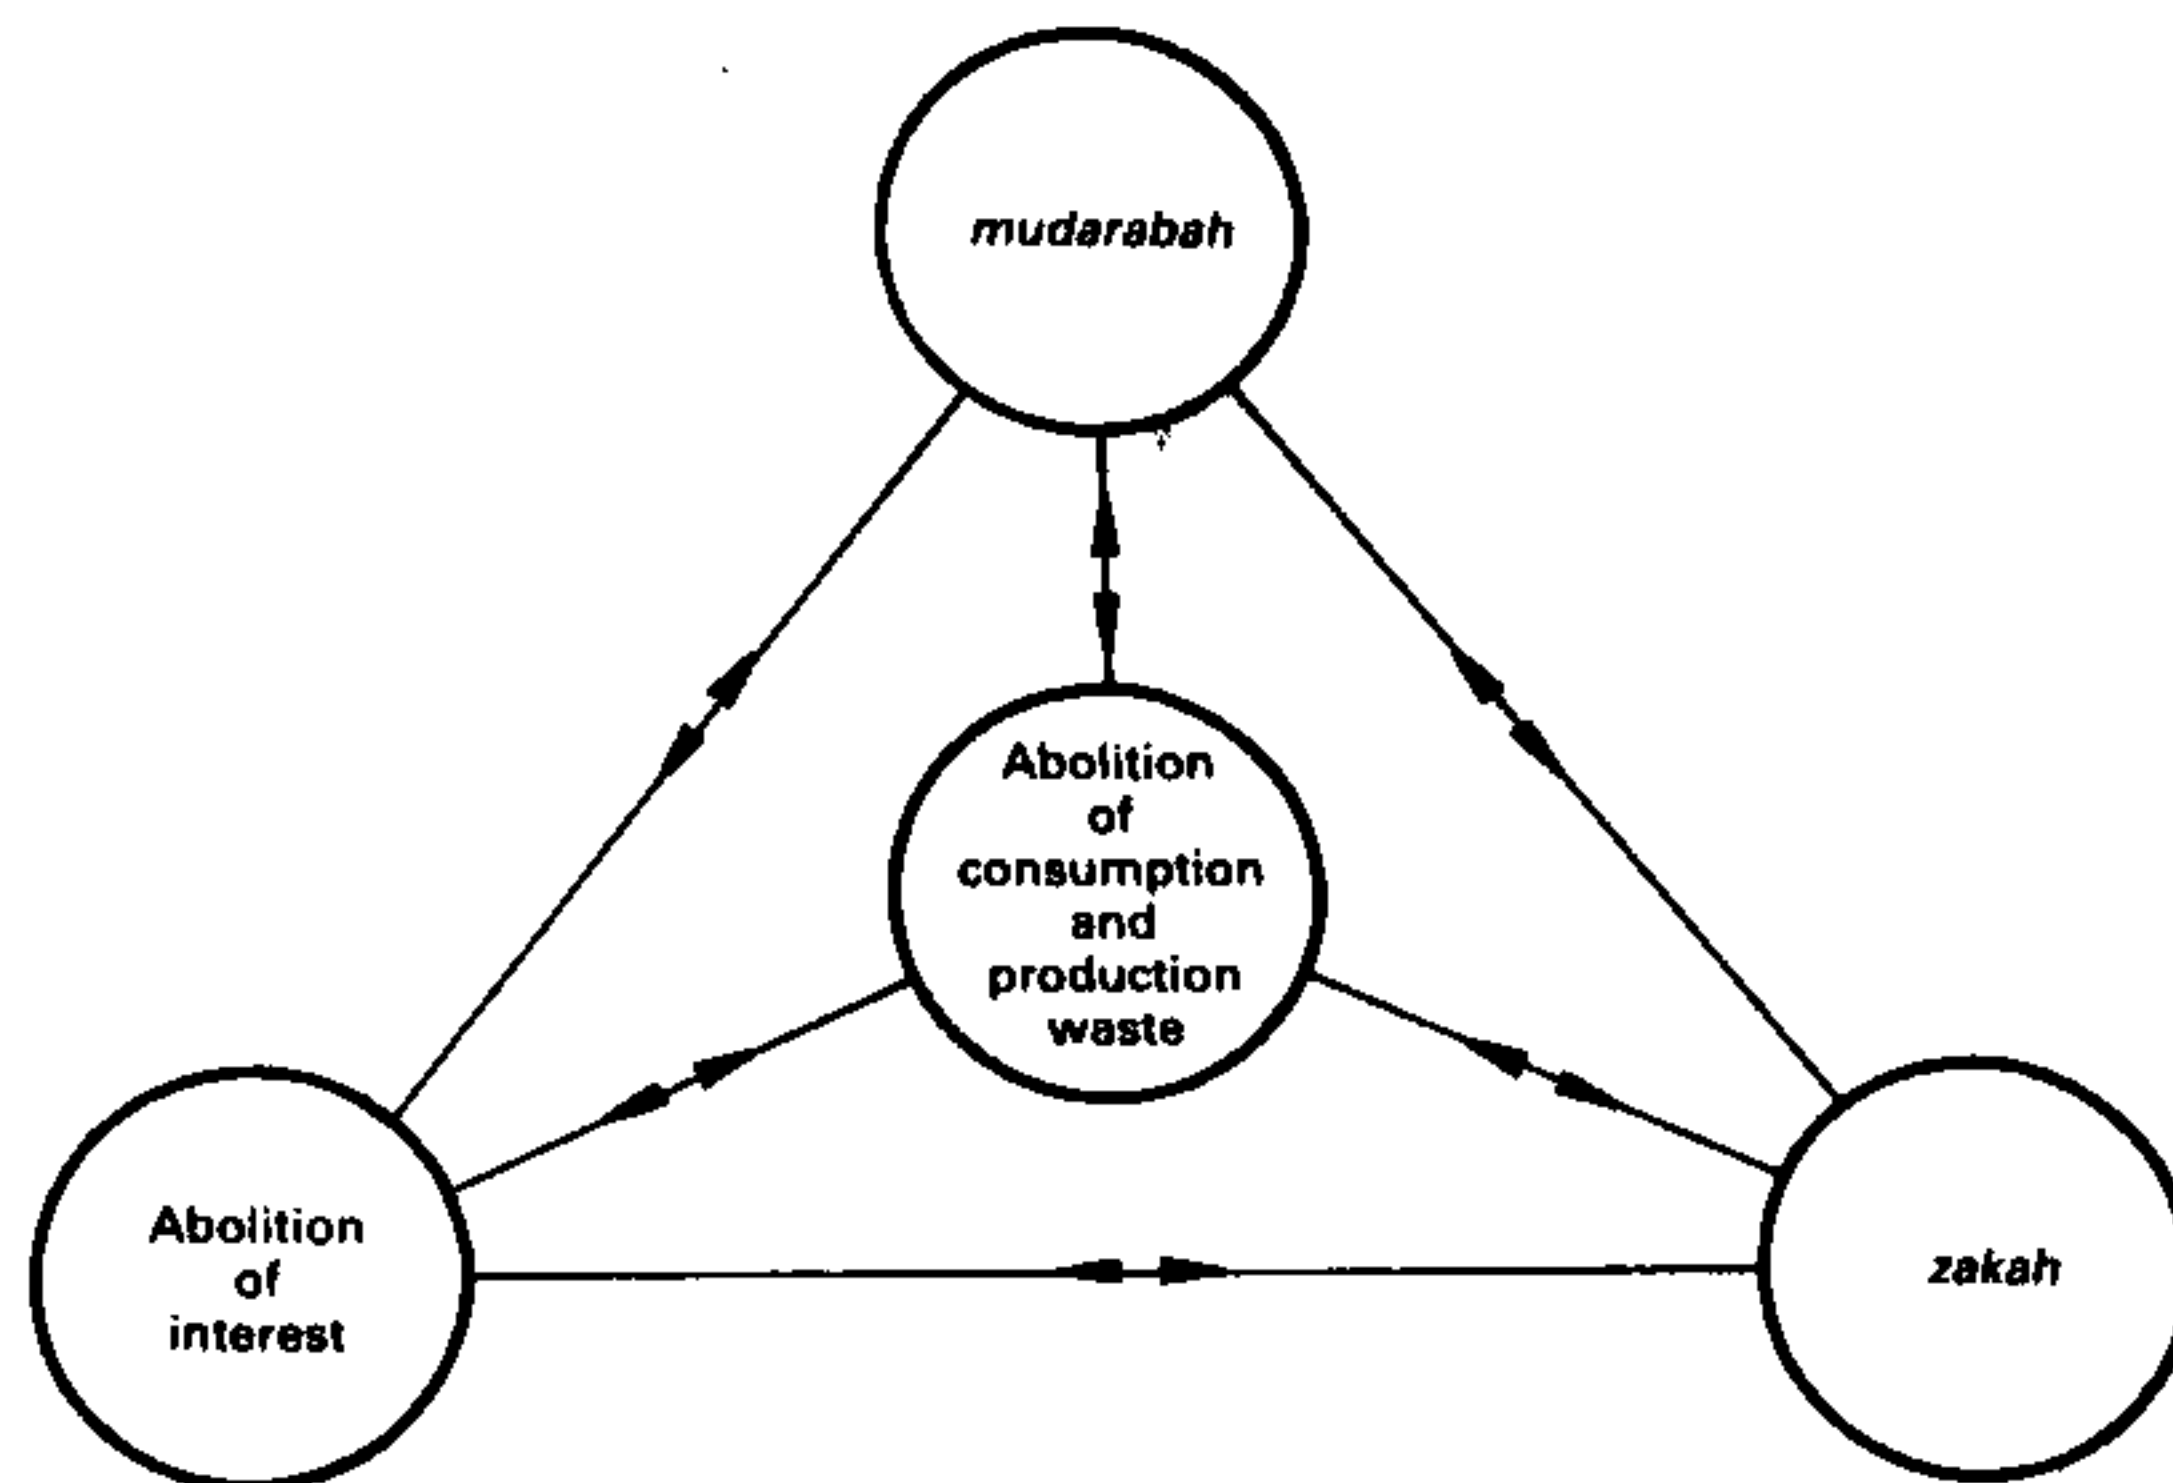 mudarabah
Abolition
of
consumption
and
production
waste
Abolition
of
interest
zakah